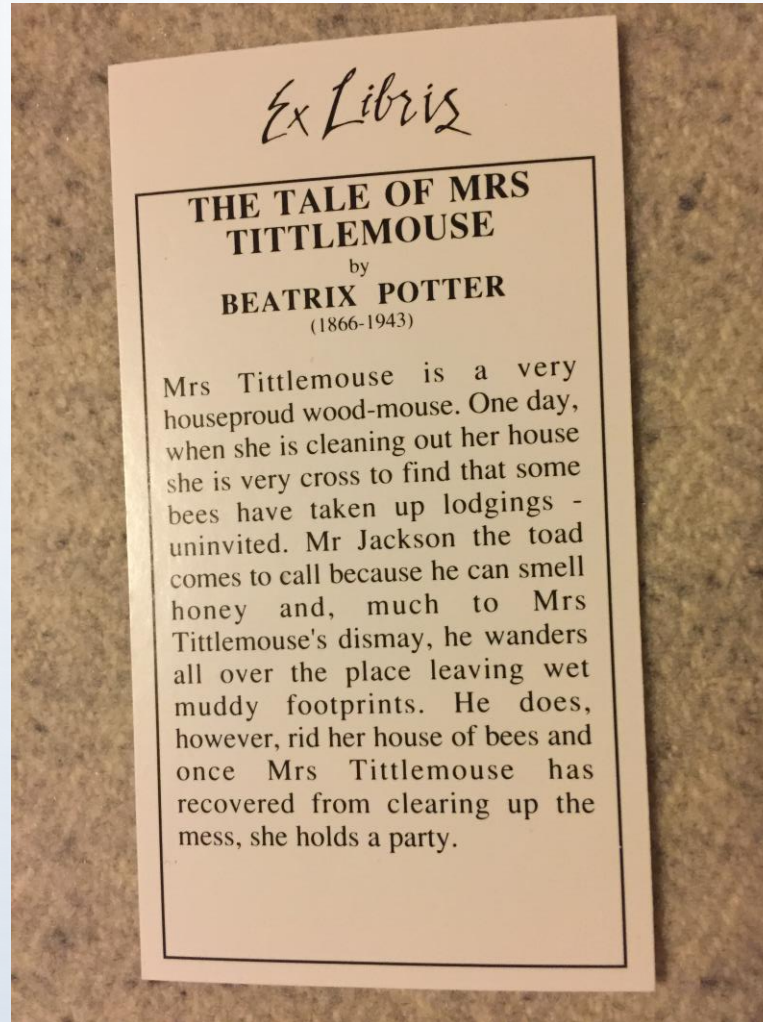 Ex Libris
THE TALE OF MRS
TITTLEMOUSE
by
BEATRIX POTTER
(1866-1943)
Mrs Tittlemouse is a very
houseproud wood-mouse. One day,
when she is cleaning out her house
she is very cross to find that some
bees have taken up lodgings -
uninvited. Mr Jackson the toad
comes to call because he can smell
honey and, much to Mrs
Tittlemouse's dismay, he wanders
all over the place leaving wet
muddy footprints. He does,
however, rid her house of bees and
once Mrs Tittlemouse has
recovered from clearing up the
mess, she holds a party.